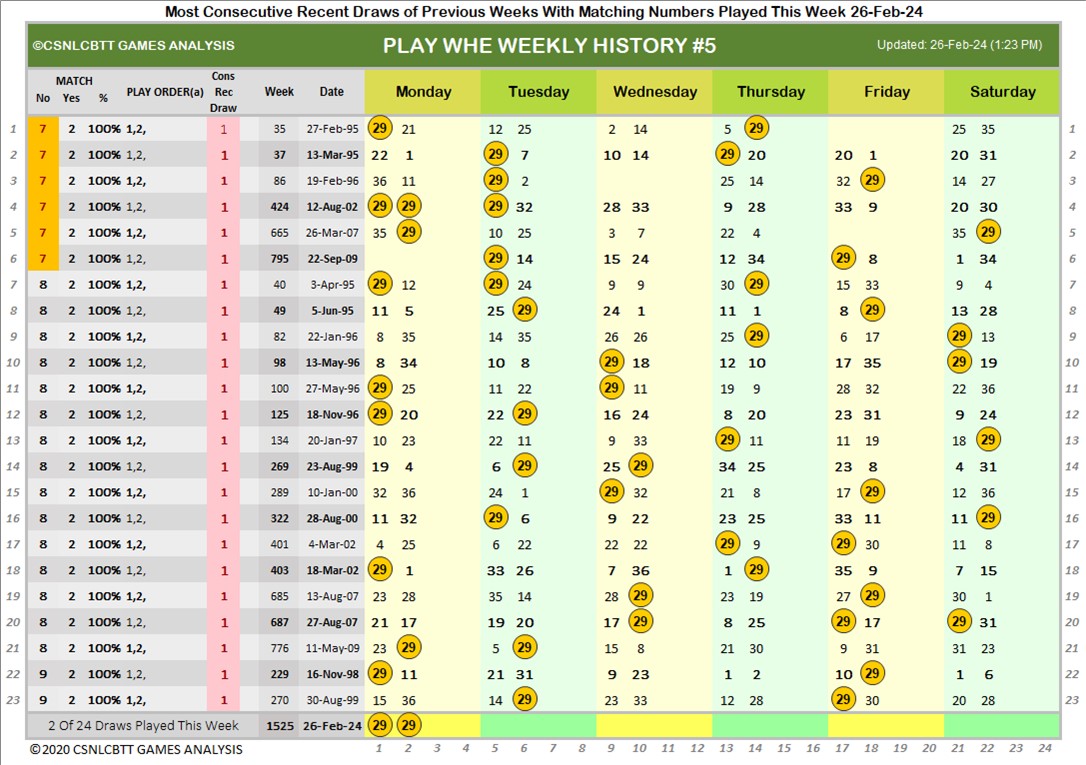 Most Consecutive Recent Draws of Previous Weeks With Matching Numbers Played This Week 26-Feb-24
©CSNLCBTT GAMES ANALYSIS PLAY WHE WEEKLY HISTORY #5 Updated: 26-Feb-24 (1:23 PM)
No MATCH Yes % PLAY ORDER(a) Cons Rec Draw Week Date Monday Tuesday Wednesday Thursday Friday Saturday
1 7 2 100% 1,2, 1 35 27-Feb-95 29 21 12 25 2 14 5 29 25 35 1
2 7 2 100% 1,2, 1 37 13-Mar-95 22 1 29 7 10 14 29 20 20 1 20 31 2
3 7 2 100% 1,2, 1 86 19-Feb-96 36 11 29 2 25 14 32 29 14 27 3
4 7 2 100% 1,2, 1 424 12-Aug-02 29 29 29 32 28 33 9 28 33 9 20 30 4
5 7 2 100% 1,2, 1 665 26-Mar-07 35 29 10 25 3 7 22 4 35 29 5
6 7 2 100% 1,2, 1 795 22-Sep-09 29 14 15 24 12 34 29 8 1 34 6
7 8 2 100% 1,2, 1 40 3-Apr-95 29 12 29 24 9 9 30 29 15 33 9 4 7
8 8 2 100% 1,2, 1 49 5-Jun-95 11 5 25 29 24 1 11 1 8 29 13 28 8
9 8 2 100% 1,2, 1 82 22-Jan-96 8 35 14 35 26 26 25 29 6 17 29 13 9
10 8 2 100% 1,2, 1 98 13-May-96 8 34 10 8 29 18 12 10 17 35 29 19 10
11 8 2 100% 1,2, 1 100 27-May-96 29 25 11 22 29 11 19 9 28 32 22 36 11
12 8 2 100% 1,2, 1 125 18-Nov-96 29 20 22 29 16 24 8 20 23 31 9 24 12
13 8 2 100% 1,2, 1 134 20-Jan-97 10 23 22 11 9 33 29 11 11 19 18 29 13
14 8 2 100% 1,2, 1 269 23-Aug-99 19 4 6 29 25 29 34 25 23 8 4 31 14
15 8 2 100% 1,2, 1 289 10-Jan-00 32 36 24 1 29 32 21 8 17 29 12 36 15
16 8 2 100% 1,2, 1 322 28-Aug-00 11 32 29 6 9 22 23 25 33 11 11 29 16
17 8 2 100% 1,2, 1 401 4-Mar-02 4 25 6 22 22 22 29 9 29 30 11 8 17
18 8 2 100% 1,2, 1 403 18-Mar-02 29 1 33 26 7 36 1 29 35 9 7 15 18
19 8 2 100% 1,2, 1 685 13-Aug-07 23 28 35 14 28 29 23 19 27 29 30 1 19
20 8 2 100% 1,2, 1 687 27-Aug-07 21 17 19 20 17 29 8 25 29 17 29 31 20
21 8 2 100% 1,2, 1 776 11-May-09 23 29 5 29 15 8 21 30 9 31 31 23 21
22 9 2 100% 1,2, 1 229 16-Nov-98 29 11 21 31 9 23 1 2 10 29 1 6 22
23 9 2 100% 1,2, 1 270 30-Aug-99 15 36 14 29 23 33 12 28 29 30 20 28 23
2 Of 24 Draws Played This Week 1525 26-Feb-24 29 29
©2020 CSNLCBTT GAMES ANALYSIS 1 2 3 4 5 6 7 8 9 10 11 12 13 14 15 16 17 18 19 20 21 22 23 24